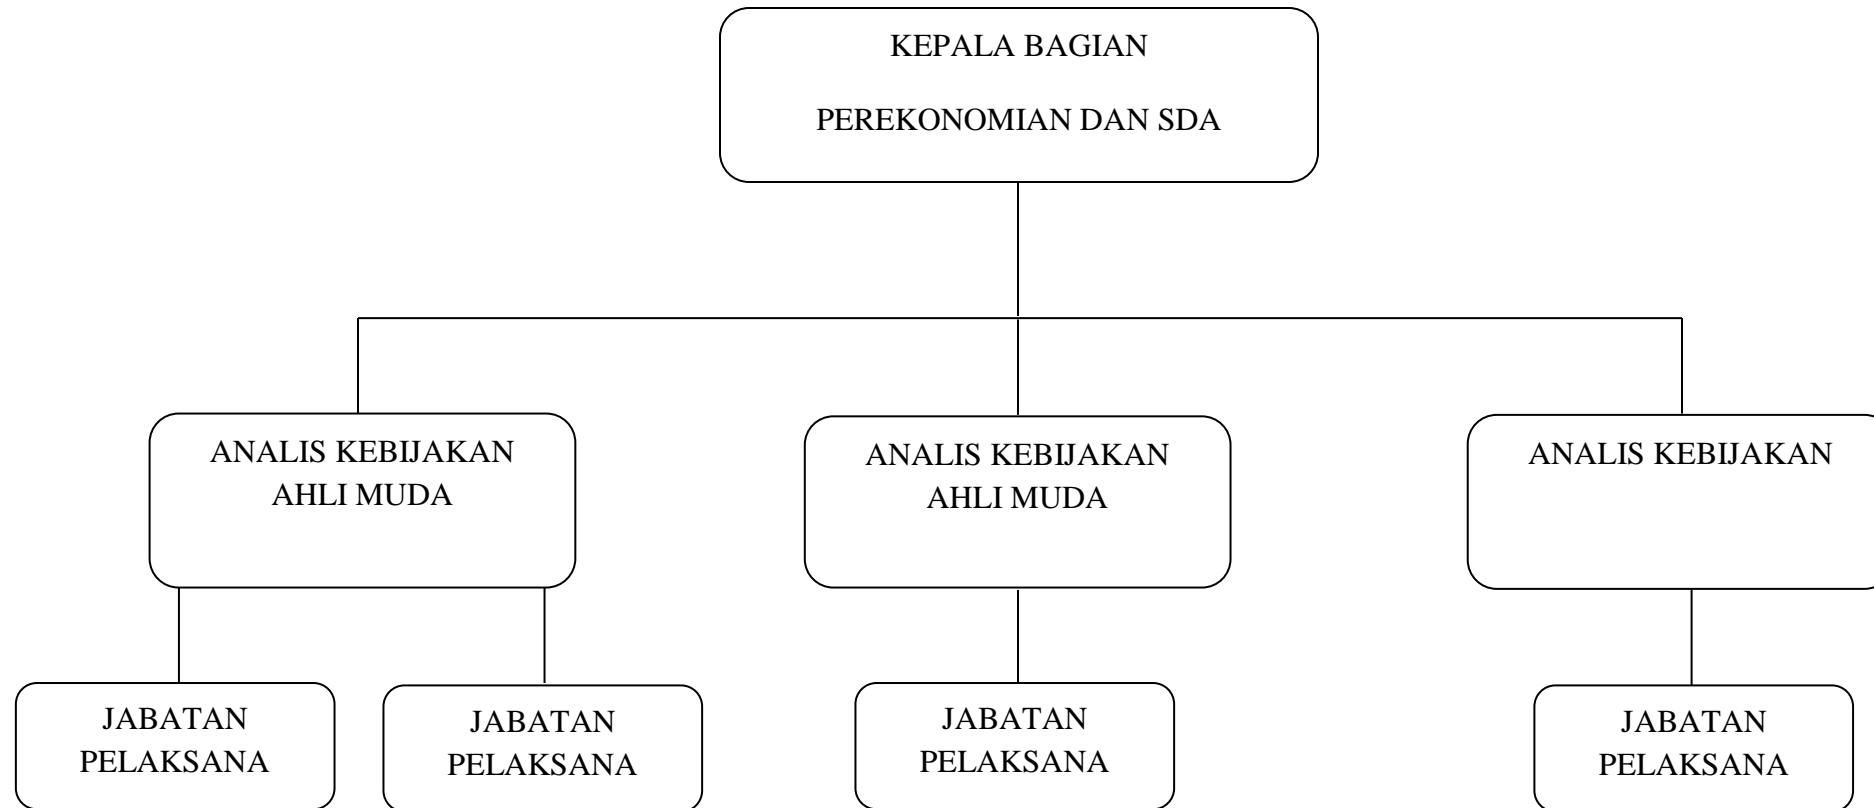 KEPALA BAGIAN
PEREKONOMIAN DAN SDA
ANALIS KEBIJAKAN
AHLI MUDA
ANALIS KEBIJAKAN
AHLI MUDA
ANALIS KEBIJAKAN
JABATAN
PELAKSANA
JABATAN
PELAKSANA
JABATAN
PELAKSANA
JABATAN
PELAKSANA